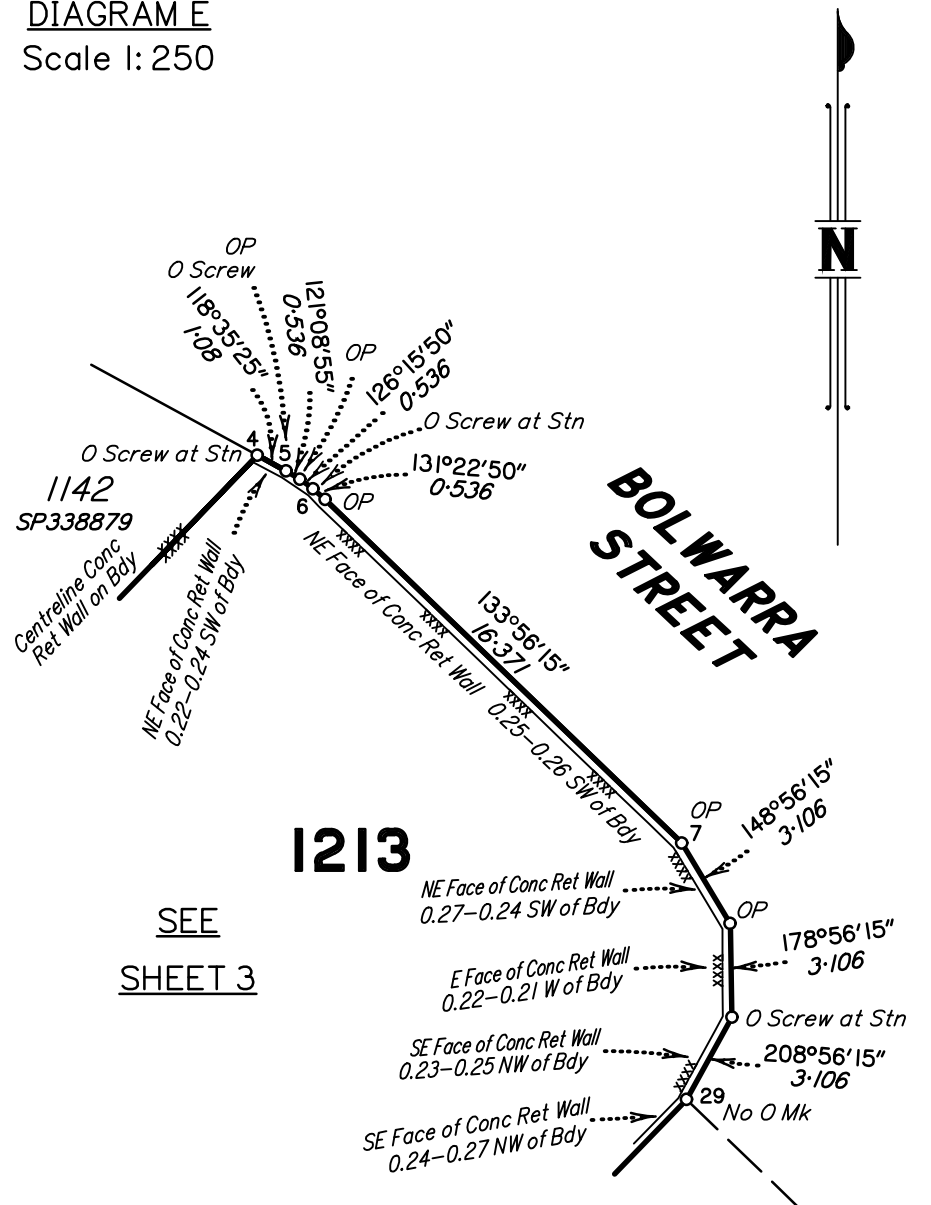 DIAGRAM E
Scale 1:250
N
OP
O Screw
118°35'25"
1·08
121°08'55"
0·536
OP
126°15'50"
0·536
O Screw at Stn
131°22'50"
0·536
4
5
O Screw at Stn
6
OP
1142
SP338879
Centreline Conc
Ret Wall on Bdy
NE Face of Conc Ret Wall
0.22-0.24 SW of Bdy
XXXX
XXXX
XXXX
XXXX
XXXX
NE Face of Conc Ret Wall
0.25-0.26 SW of Bdy
133°56'15"
16·371
BOLWARRA
STREET
1213
SEE
SHEET 3
OP
7
148°56'15"
3·106
XXXX
NE Face of Conc Ret Wall
0.27-0.24 SW of Bdy
OP
178°56'15"
3·106
XXXX
E Face of Conc Ret Wall
0.22-0.21 W of Bdy
O Screw at Stn
SE Face of Conc Ret Wall
0.23-0.25 NW of Bdy
XXXX
208°56'15"
3·106
29
No O Mk
SE Face of Conc Ret Wall
0.24-0.27 NW of Bdy